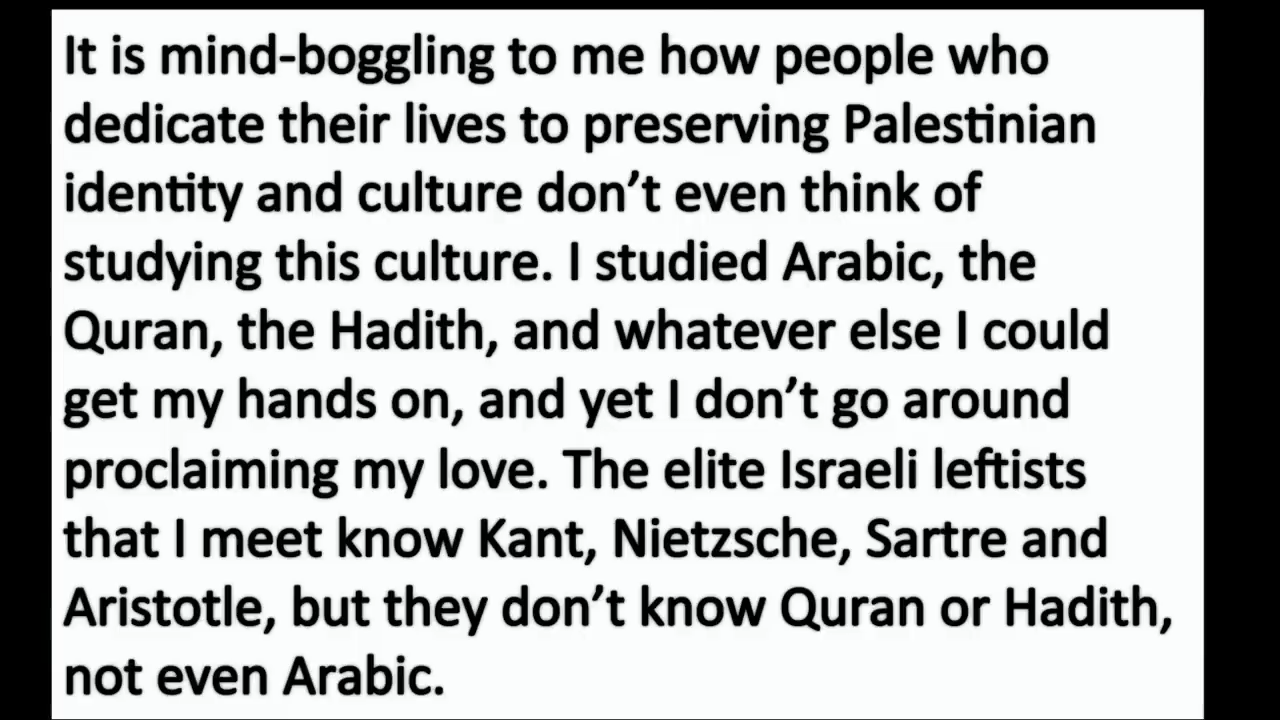 It is mind-boggling to me how people who
dedicate their lives to preserving Palestinian
identity and culture don’t even think of
studying this culture. I studied Arabic, the
Quran, the Hadith, and whatever else I could
get my hands on, and yet I don’t go around
proclaiming my love. The elite Israeli leftists
that I meet know Kant, Nietzsche, Sartre and
Aristotle, but they don’t know Quran or Hadith,
not even Arabic.